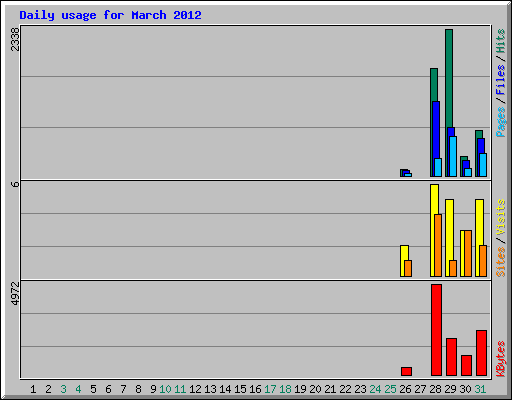 Daily usage for March 2012
2338
6
4972
Pages / Files / Hits
Sites / Visits
KBytes
1 2 3 4 5 6 7 8 9 10 11 12 13 14 15 16 17 18 19 20 21 22 23 24 25 26 27 28 29 30 31